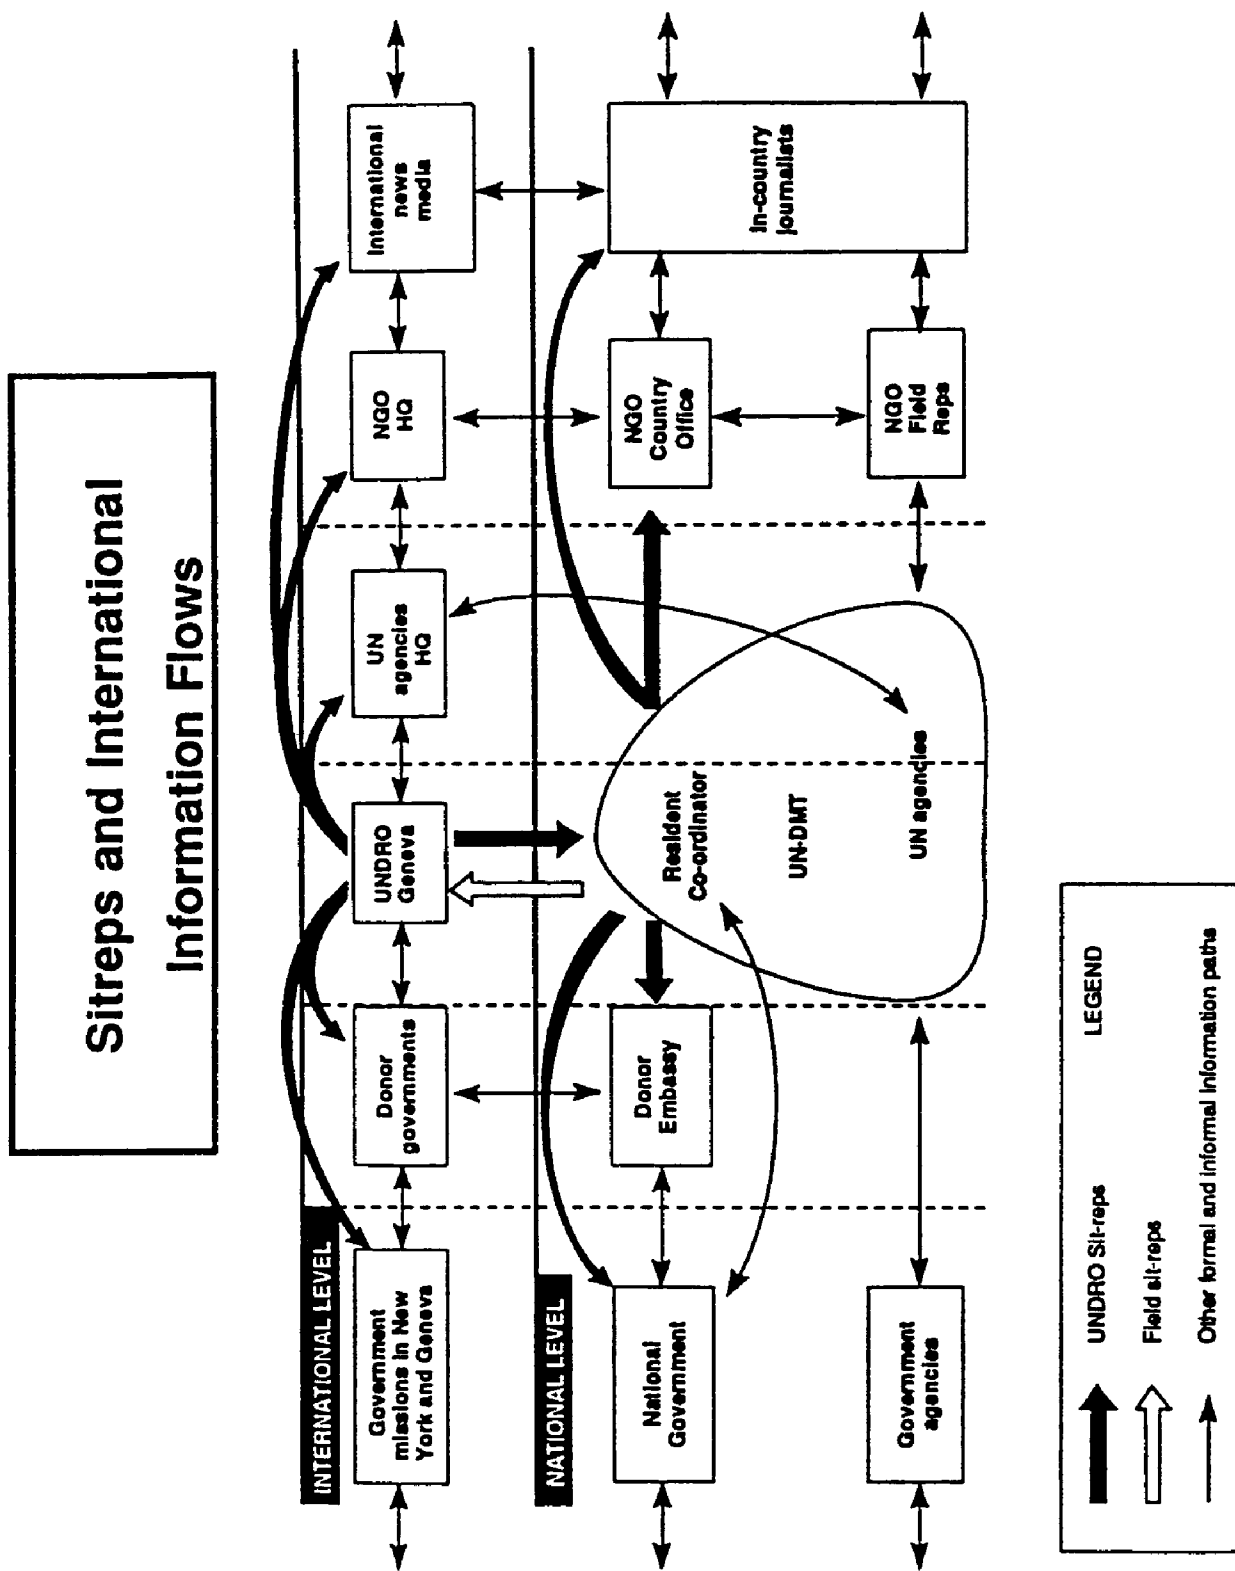 Sitreps and International
Information Flows
INTERNATIONAL LEVEL
Government
missions in New
York and Geneva
Donor
governments
UNDRO
Geneva
UN
agencies
HQ
NGO
HQ
International
news
media
NATIONAL LEVEL
National
Government
Donor
Embassy
Resident
Co-ordinator
UN-DMT
UN agencies
NGO
Country
Office
In-country
journalists
Government
agencies
NGO
Field
Reps
LEGEND
UNDRO Sit-reps
Field sit-reps
Other formal and informal information paths